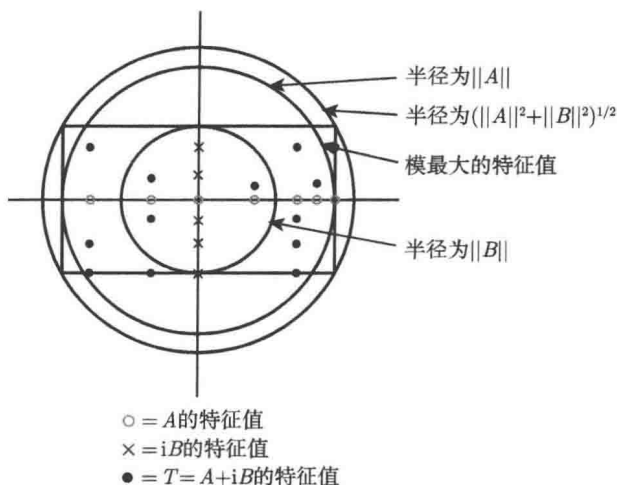 半径为||A||
半径为(||A||²+||B||²)^{1/2}
模最大的特征值
半径为||B||
○ = A的特征值
× = iB的特征值
● = T= A+iB的特征值